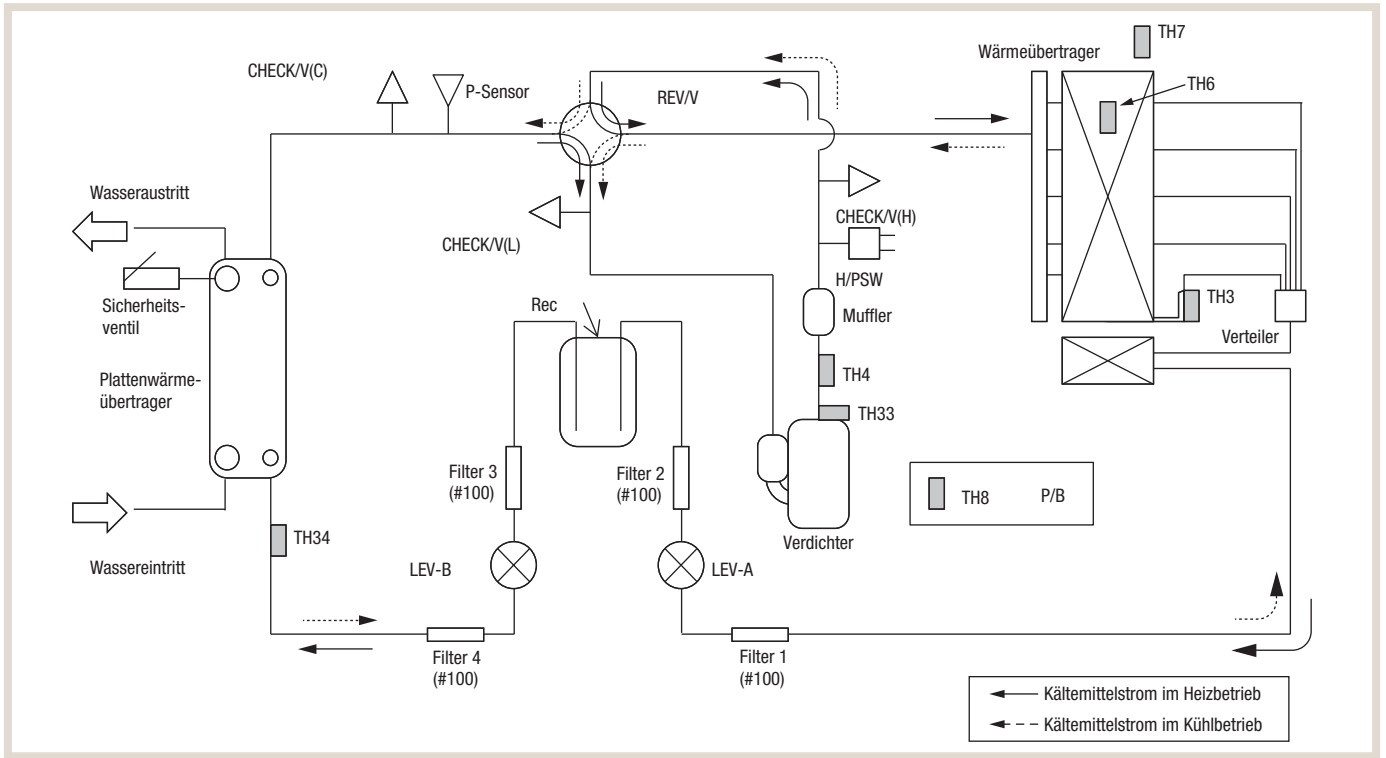 TH7
Wärmeübertrager
CHECK/V(C)
TH6
P-Sensor
REV/V
Wasseraustritt
CHECK/V(H)
CHECK/V(L)
H/PSW
Sicherheits-
ventil
Rec
TH3
Muffler
Verteiler
Plattenwärme-
übertrager
TH4
TH33
Filter 3
(#100)
Filter 2
(#100)
TH8
P/B
TH34
Verdichter
Wassereintritt
LEV-B
LEV-A
Filter 4
(#100)
Filter 1
(#100)
Kältemittelstrom im Heizbetrieb
Kältemittelstrom im Kühlbetrieb